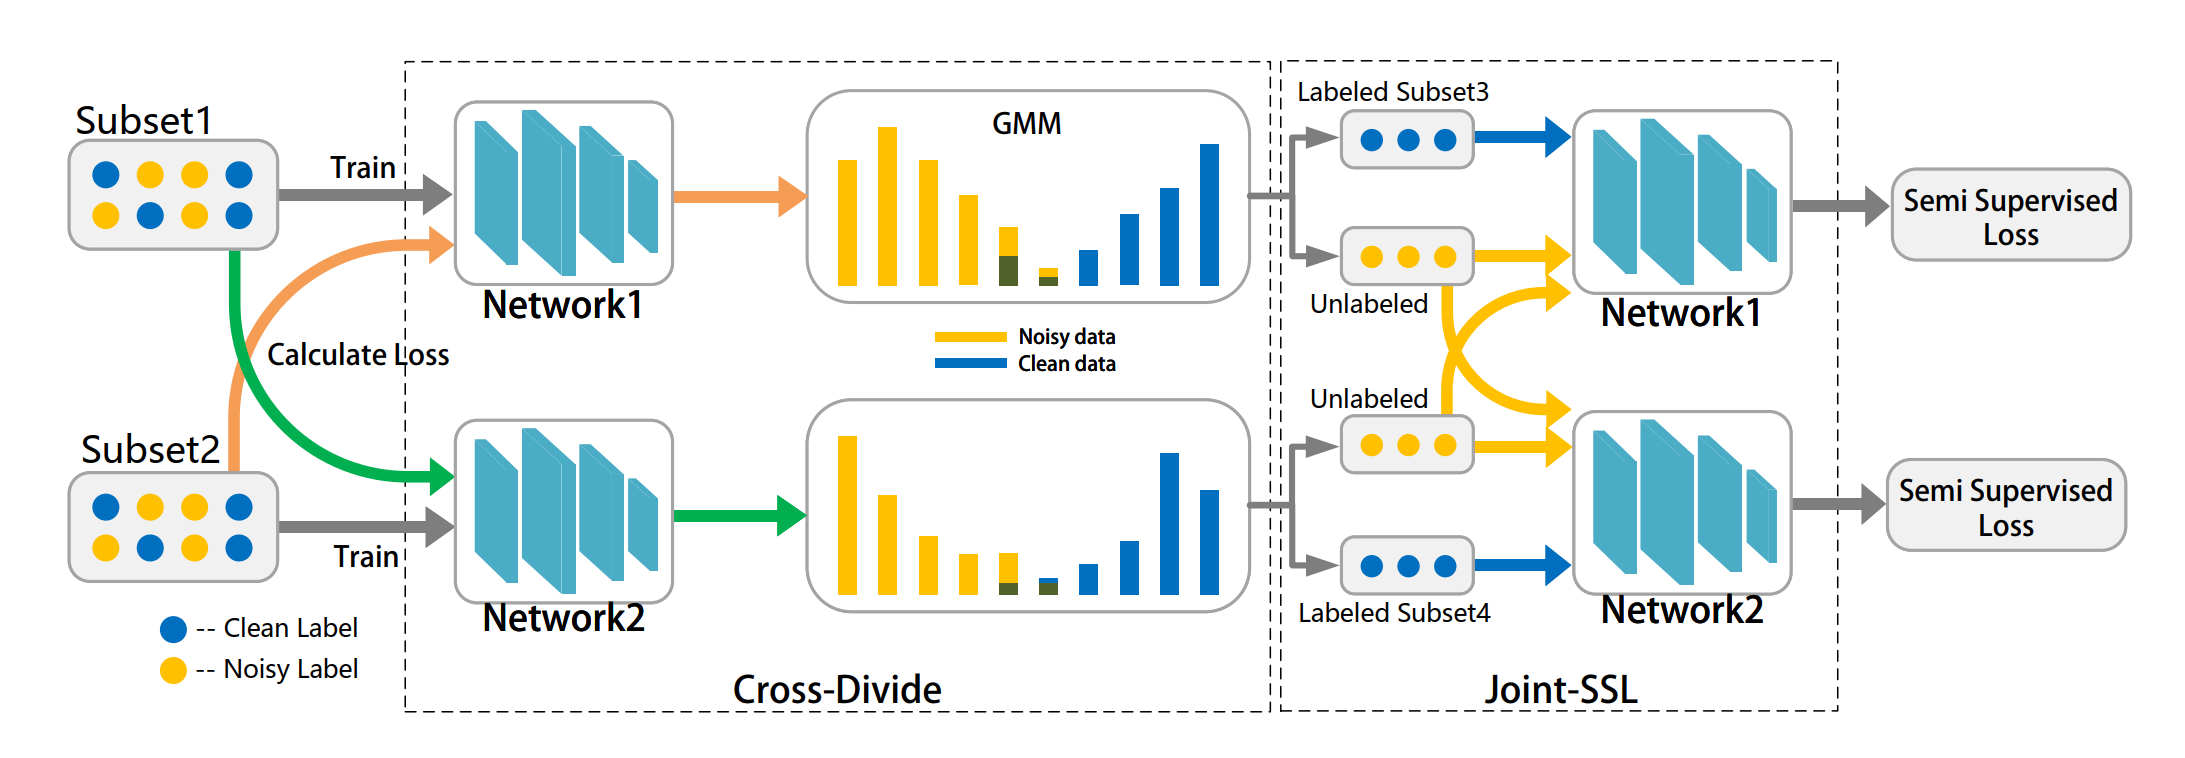 Subset1
Train
Calculate Loss
Subset2
Train
-- Clean Label
-- Noisy Label
Network1
Network2
GMM
Noisy data
Clean data
Cross-Divide
Labeled Subset3
Unlabeled
Unlabeled
Labeled Subset4
Network1
Network2
Joint-SSL
Semi Supervised
Loss
Semi Supervised
Loss